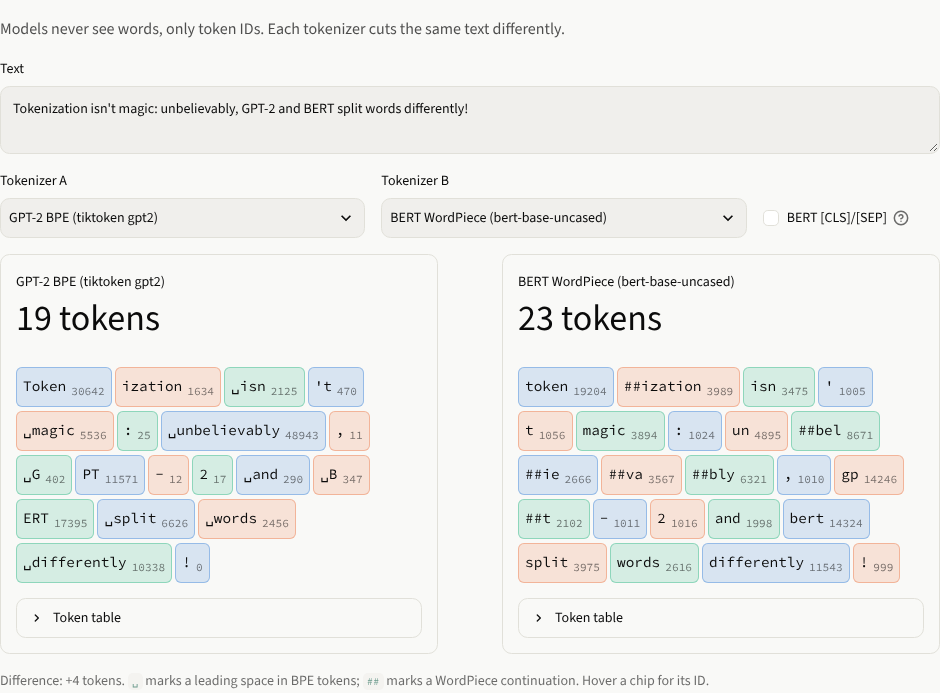 Models never see words, only token IDs. Each tokenizer cuts the same text differently.
Text
Tokenization isn't magic: unbelievably, GPT-2 and BERT split words differently!
Tokenizer A
Tokenizer B
GPT-2 BPE (tiktoken gpt2)
BERT WordPiece (bert-base-uncased)
BERT [CLS]/[SEP] ?
GPT-2 BPE (tiktoken gpt2)
19 tokens
Token 30642 ization 1634 ␣isn 2125 't 470
␣magic 5536 : 25 ␣unbelievably 48943 , 11
␣G 402 PT 11571 - 12 2 17 ␣and 290 ␣B 347
ERT 17395 ␣split 6626 ␣words 2456
␣differently 10338 ! 0
Token table
BERT WordPiece (bert-base-uncased)
23 tokens
token 19204 ##ization 3989 isn 3475 ' 1005
t 1056 magic 3894 : 1024 un 4895 ##bel 8671
##ie 2666 ##va 3567 ##bly 6321 , 1010 gp 14246
##t 2102 - 1011 2 1016 and 1998 bert 14324
split 3975 words 2616 differently 11543 ! 999
Token table
Difference: +4 tokens. ␣ marks a leading space in BPE tokens; ## marks a WordPiece continuation. Hover a chip for its ID.